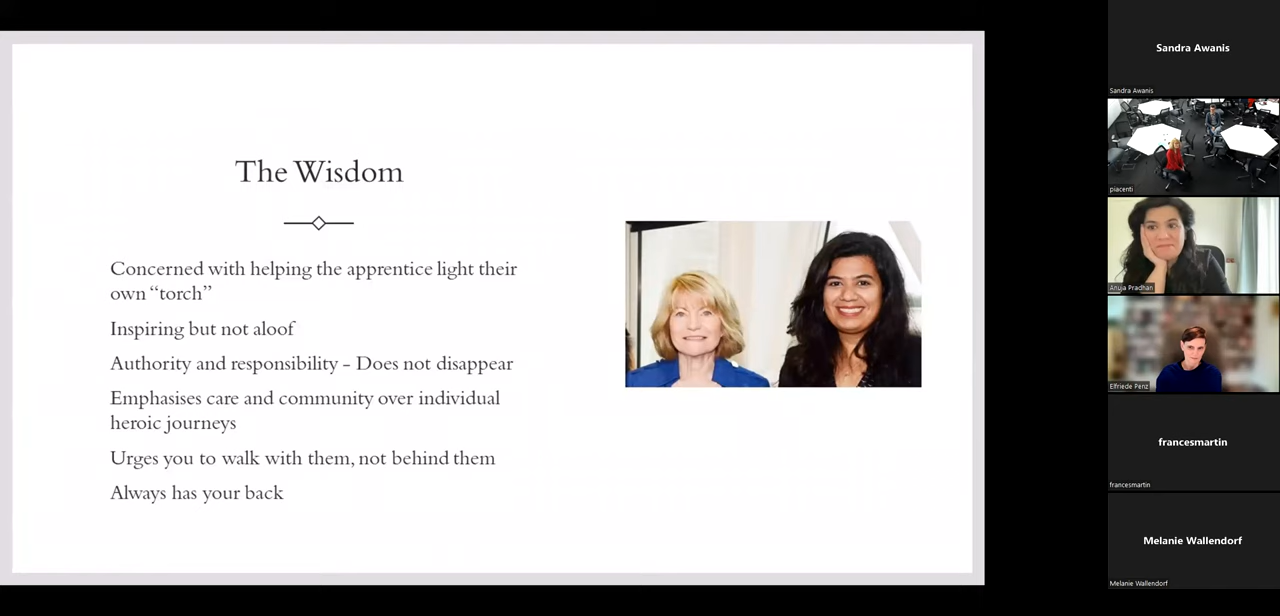 The Wisdom
Concerned with helping the apprentice light their
own “torch”
Inspiring but not aloof
Authority and responsibility – Does not disappear
Emphasises care and community over individual
heroic journeys
Urges you to walk with them, not behind them
Always has your back
Sandra Awanis
Sandra Awanis
piacenti
Anuja Pradhan
Elfriede Penz
francesmartin
francesmartin
Melanie Wallendorf
Melanie Wallendorf